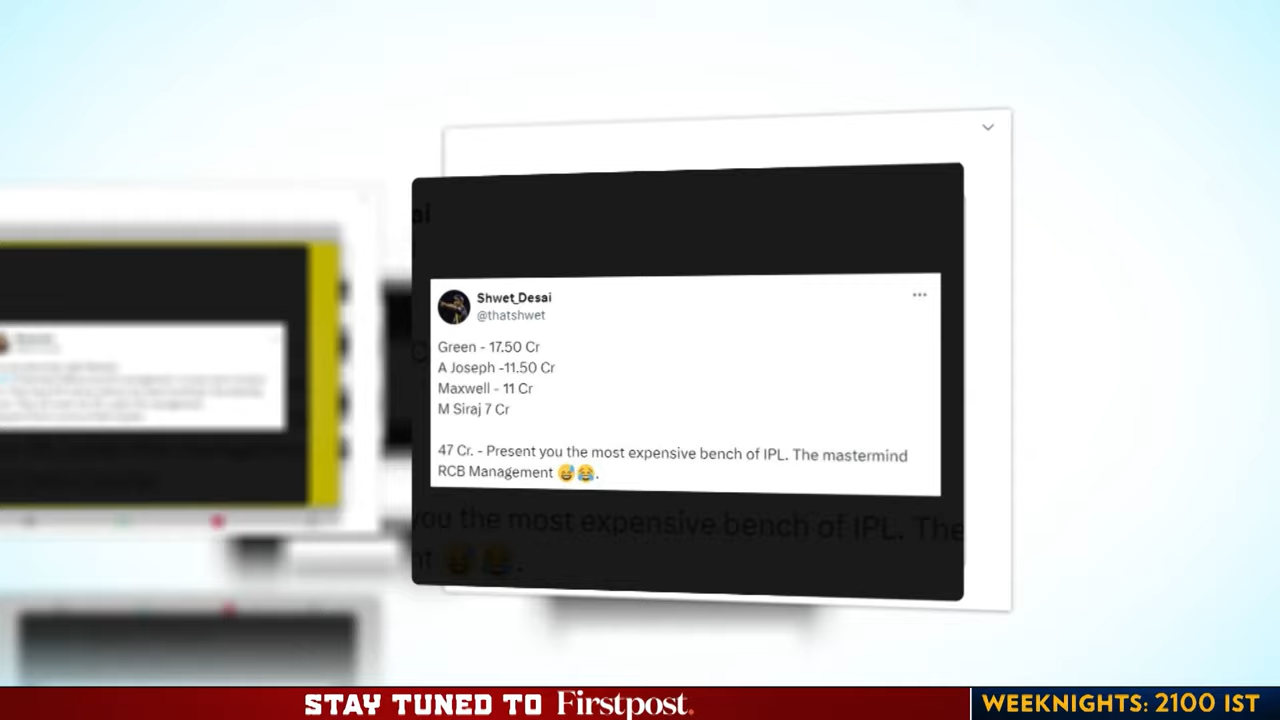 Shwet_Desai
@thatshwet
Green - 17.50 Cr
A Joseph -11.50 Cr
Maxwell - 11 Cr
M Siraj 7 Cr
47 Cr. - Present you the most expensive bench of IPL. The mastermind
RCB Management 😅😂.
you the most expensive bench of IPL. The
STAY TUNED TO Firstpost.
WEEKNIGHTS: 2100 IST